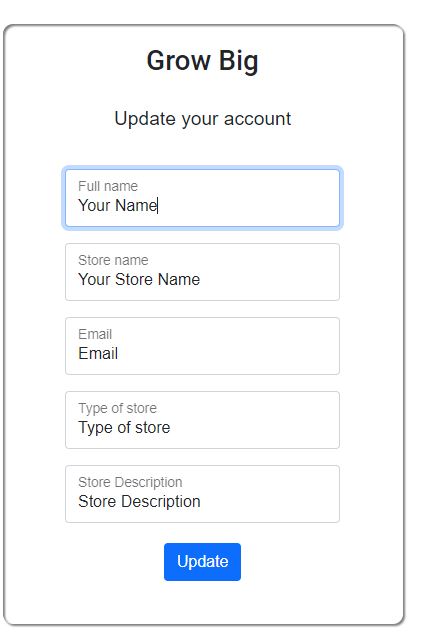 Grow Big
Update your account
Full name
Your Name
Store name
Your Store Name
Email
Email
Type of store
Type of store
Store Description
Store Description
Update